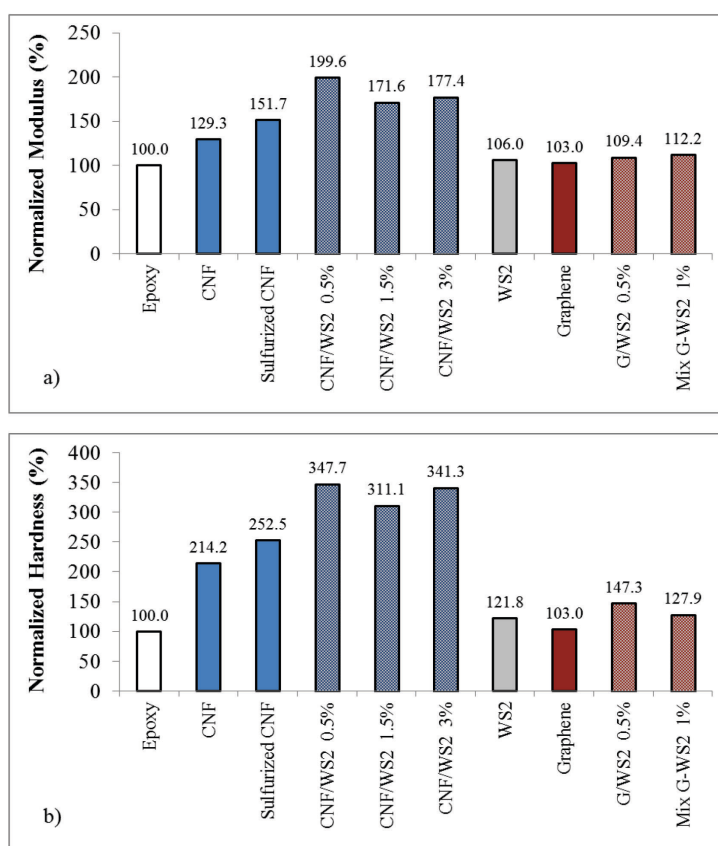 Normalized Modulus (%)
250
200
150
100
50
0
100.0
129.3
151.7
199.6
171.6
177.4
106.0
103.0
109.4
112.2
Epoxy
CNF
Sulfurized CNF
CNF/WS2 0.5%
CNF/WS2 1.5%
CNF/WS2 3%
WS2
Graphene
G/WS2 0.5%
Mix G-WS2 1%
a)
Normalized Hardness (%)
400
350
300
250
200
150
100
50
0
100.0
214.2
252.5
347.7
311.1
341.3
121.8
103.0
147.3
127.9
Epoxy
CNF
Sulfurized CNF
CNF/WS2 0.5%
CNF/WS2 1.5%
CNF/WS2 3%
WS2
Graphene
G/WS2 0.5%
Mix G-WS2 1%
b)